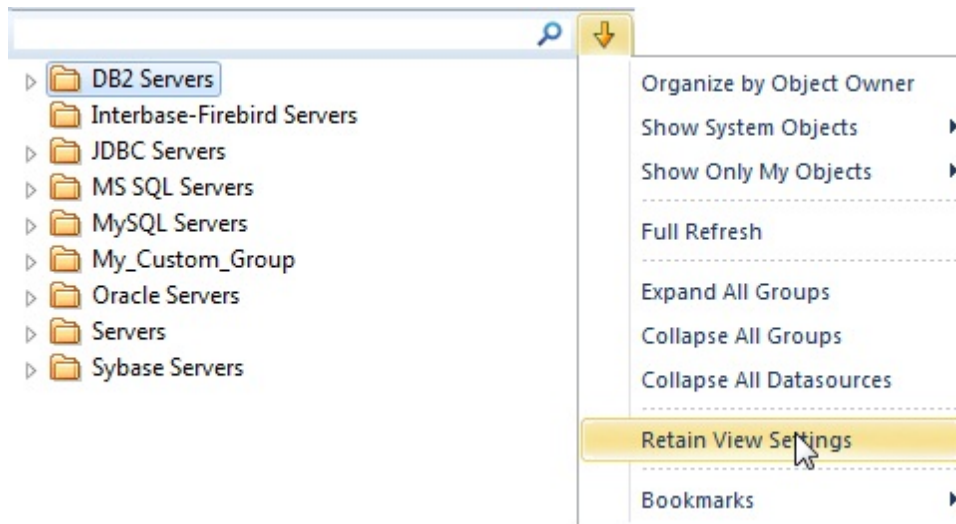 DB2 Servers
Interbase-Firebird Servers
JDBC Servers
MS SQL Servers
MySQL Servers
My_Custom_Group
Oracle Servers
Servers
Sybase Servers
Organize by Object Owner
Show System Objects
Show Only My Objects
Full Refresh
Expand All Groups
Collapse All Groups
Collapse All Datasources
Retain View Settings
Bookmarks